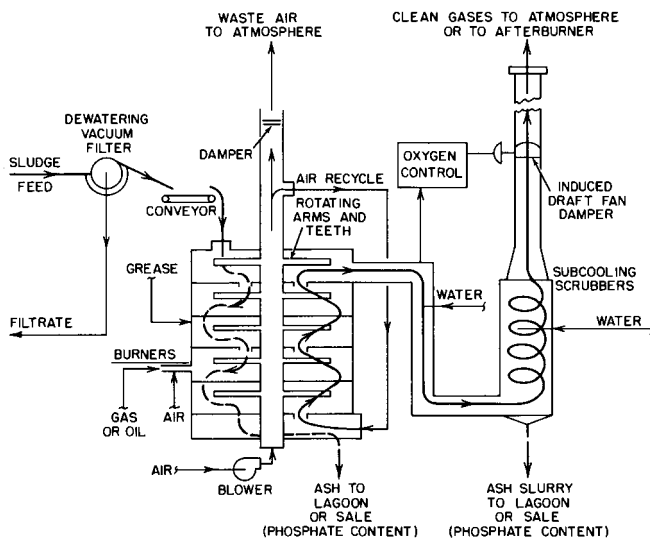 WASTE AIR
TO ATMOSPHERE
CLEAN GASES TO ATMOSPHERE
OR TO AFTERBURNER
DEWATERING
VACUUM
FILTER
SLUDGE
FEED
DAMPER
CONVEYOR
AIR RECYCLE
ROTATING
ARMS AND
TEETH
OXYGEN
CONTROL
INDUCED
DRAFT FAN
DAMPER
GREASE
SUBCOOLING
SCRUBBERS
WATER
WATER
FILTRATE
BURNERS
GAS
OR OIL
AIR
AIR
BLOWER
ASH TO
LAGOON
OR SALE
(PHOSPHATE CONTENT)
ASH SLURRY
TO LAGOON
OR SALE
(PHOSPHATE CONTENT)